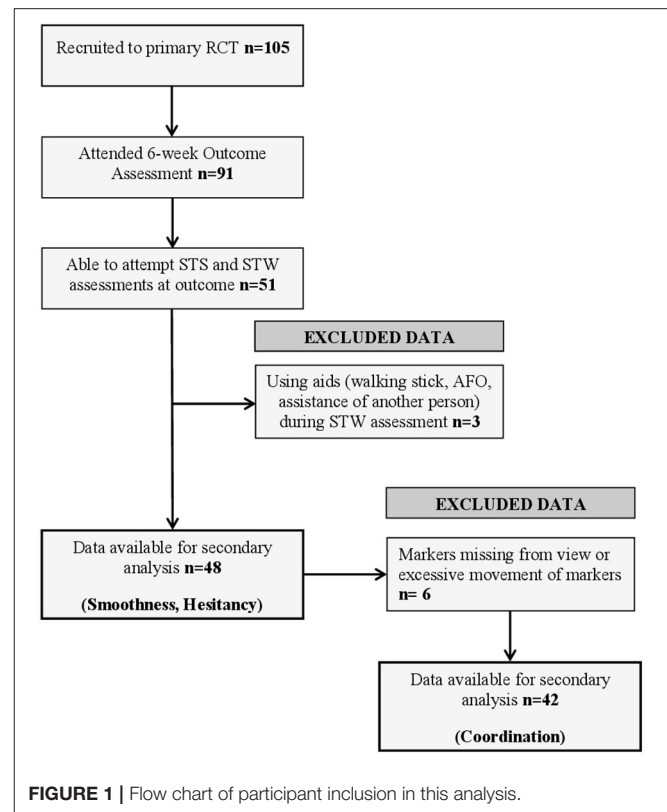 Recruited to primary RCT n=105
Attended 6-week Outcome
Assessment n=91
Able to attempt STS and STW
assessments at outcome n=51
EXCLUDED DATA
Using aids (walking stick, AFO,
assistance of another person)
during STW assessment n=3
Data available for secondary
analysis n=48
(Smoothness, Hesitancy)
EXCLUDED DATA
Markers missing from view or
excessive movement of markers
n= 6
Data available for secondary
analysis n=42
(Coordination)
FIGURE 1 | Flow chart of participant inclusion in this analysis.